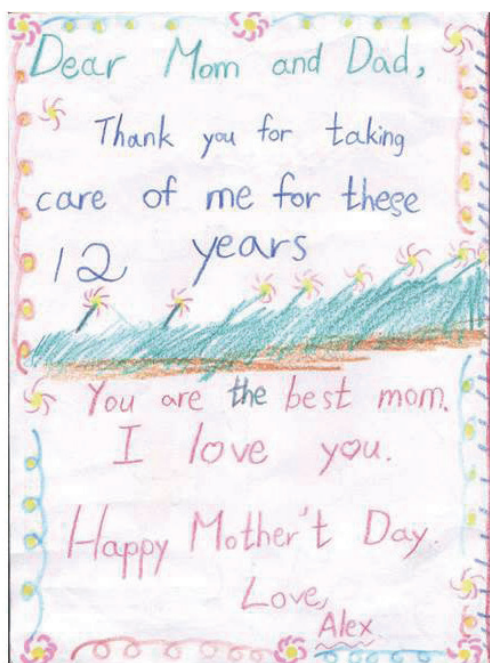 Dear Mom and Dad,
Thank you for taking
care of me for these
12 years
You are the best mom.
I love you.
Happy Mother't Day.
Love,
Alex